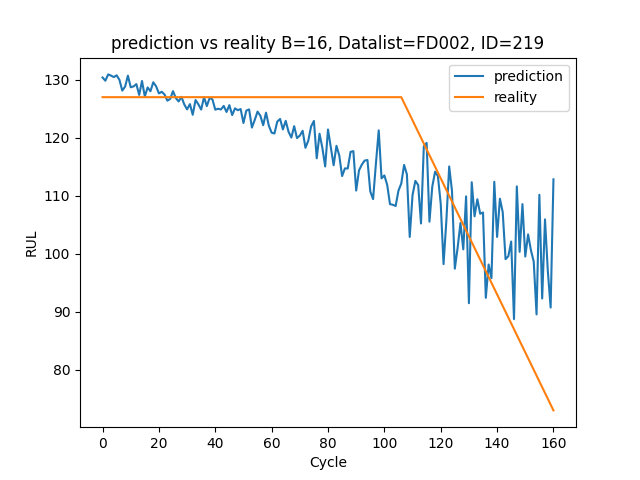 prediction vs reality B=16, Datalist=FD002, ID=219
prediction
reality
130
120
110
100
90
80
RUL
0 20 40 60 80 100 120 140 160
Cycle